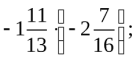 - 1 11/13 · (- 2 7/16);